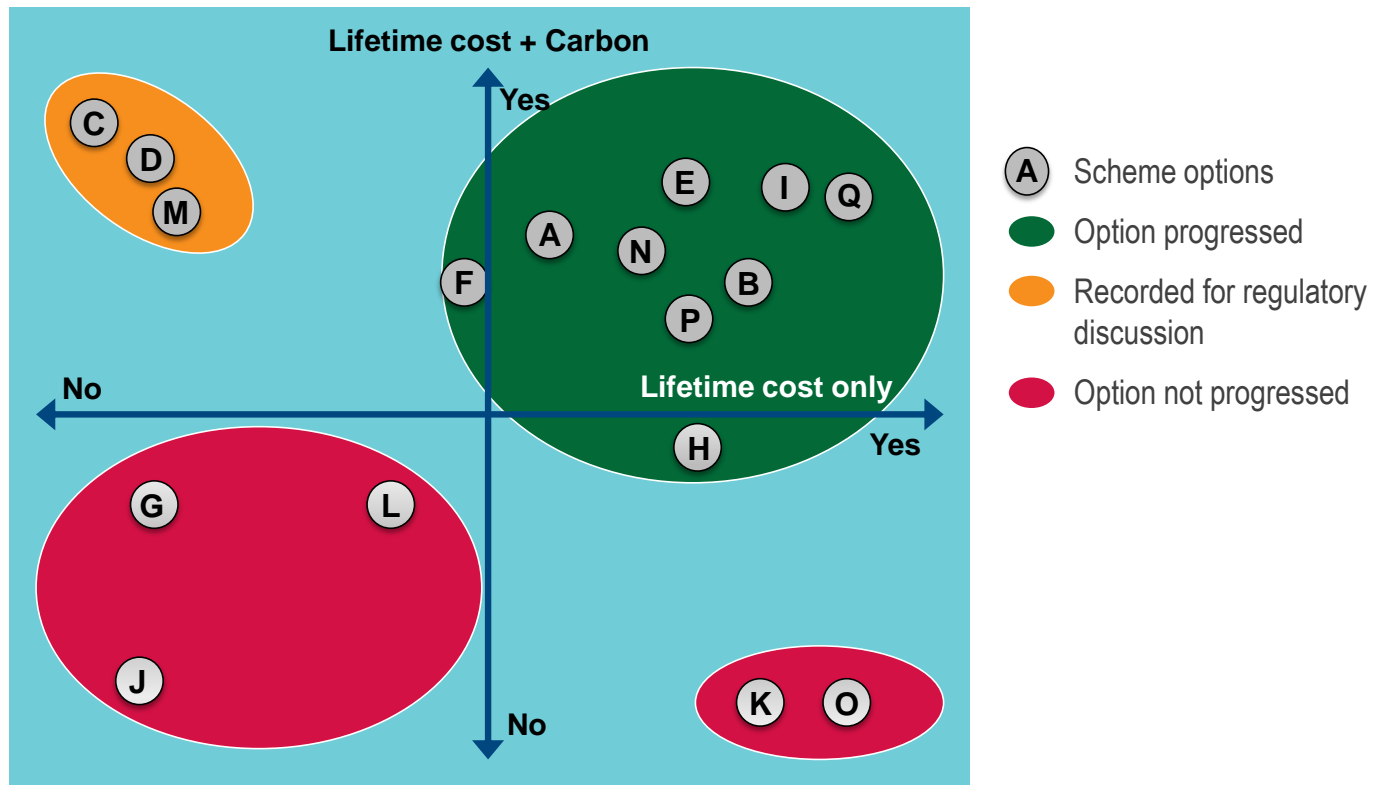 Lifetime cost + Carbon
Yes
C
D
M
E
I
Q
A
N
F
B
P
No
Lifetime cost only
Yes
H
G
L
J
K
O
No
A
Scheme options
Option progressed
Recorded for regulatory
discussion
Option not progressed